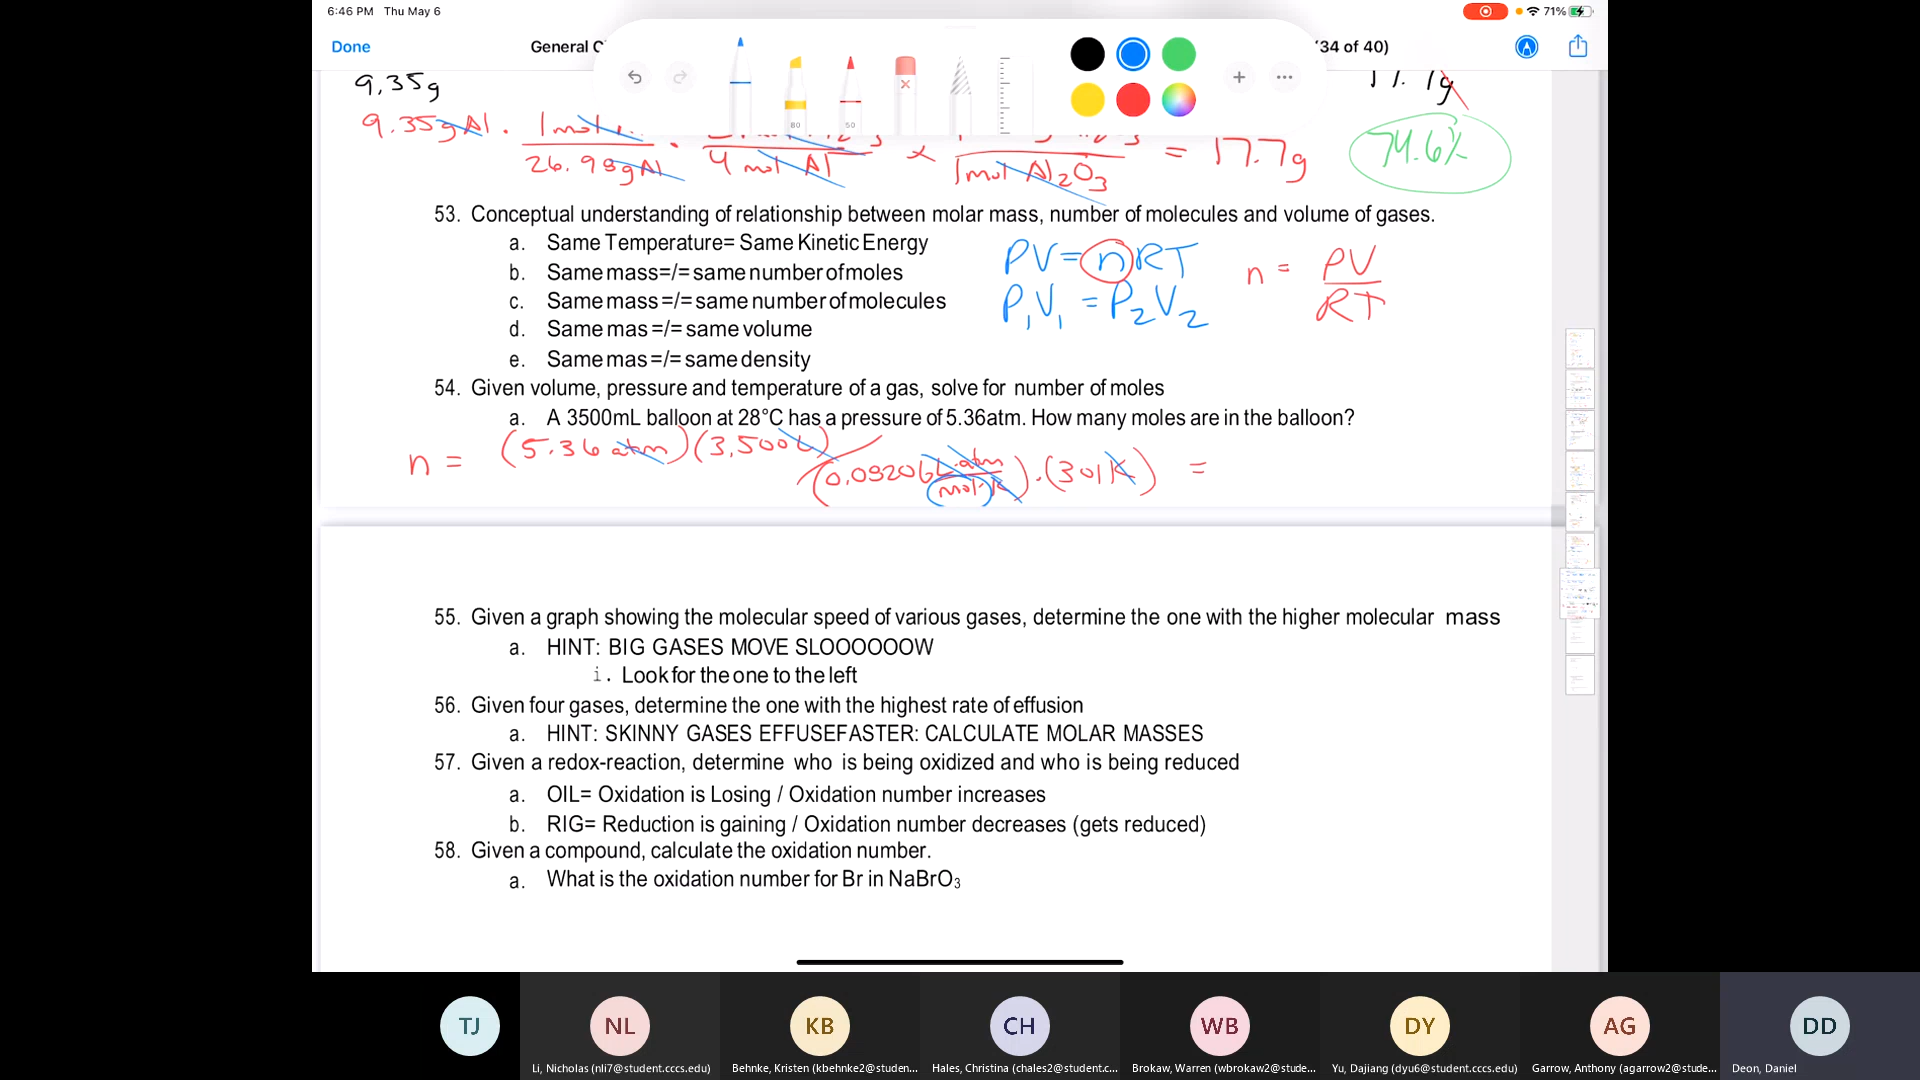 6:46 PM Thu May 6
71%
Done
General
(34 of 40)
80
50
9.35g
17.7g
9.35gAl · 1mol
26.98gAl · 4 mol Al × 1mol Al2O3 = 17.7g
74.6%
53. Conceptual understanding of relationship between molar mass, number of molecules and volume of gases.
a. Same Temperature= Same Kinetic Energy
b. Same mass=/= same number of moles
c. Same mass =/= same number of molecules
d. Same mas =/= same volume
e. Same mas =/= same density
PV = nRT
P1V1 = P2V2
n = PV
RT
54. Given volume, pressure and temperature of a gas, solve for number of moles
a. A 3500mL balloon at 28°C has a pressure of 5.36atm. How many moles are in the balloon?
n = (5.36 atm)(3.500L)
(0.08206 L·atm
mol·K) · (301K) =
55. Given a graph showing the molecular speed of various gases, determine the one with the higher molecular mass
a. HINT: BIG GASES MOVE SLOOOOOOW
i. Look for the one to the left
56. Given four gases, determine the one with the highest rate of effusion
a. HINT: SKINNY GASES EFFUSEFASTER: CALCULATE MOLAR MASSES
57. Given a redox-reaction, determine who is being oxidized and who is being reduced
a. OIL= Oxidation is Losing / Oxidation number increases
b. RIG= Reduction is gaining / Oxidation number decreases (gets reduced)
58. Given a compound, calculate the oxidation number.
a. What is the oxidation number for Br in NaBrO3
TJ NL KB CH WB DY AG DD
Li, Nicholas (nli7@student.cccs.edu) Behnke, Kristen (kbehnke2@studen... Hales, Christina (chales2@student.c... Brokaw, Warren (wbrokaw2@stude... Yu, Dajiang (dyu6@student.cccs.edu) Garrow, Anthony (agarrow2@stude... Deon, Daniel